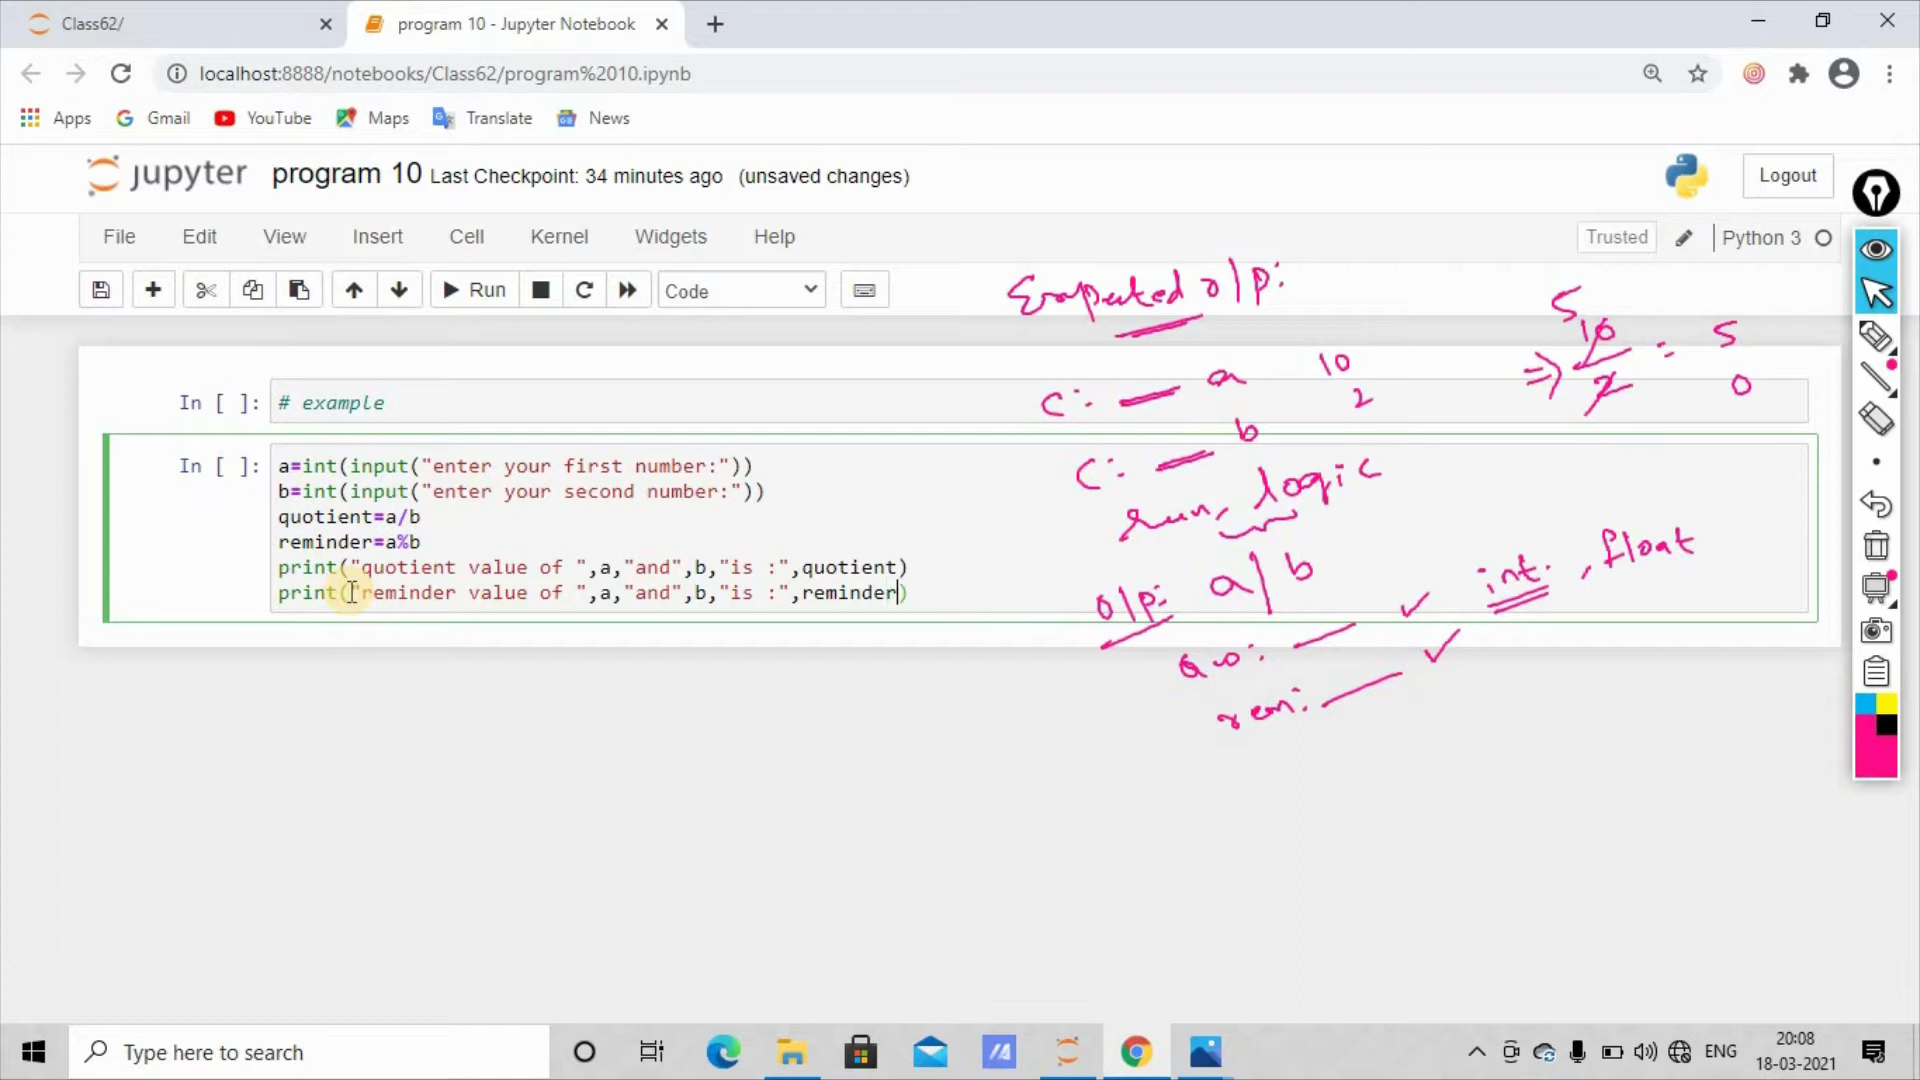 Class62/
program 10 - Jupyter Notebook
localhost:8888/notebooks/Class62/program%2010.ipynb
Apps Gmail YouTube Maps Translate News
jupyter program 10 Last Checkpoint: 34 minutes ago (unsaved changes)
Logout
File Edit View Insert Cell Kernel Widgets Help
Trusted Python 3
Run Code
Expected o/p:
In [ ]: # example
C:- a 10
2
b
C:-
=> 10/2 = 5
5
0
In [ ]: a=int(input("enter your first number:"))
b=int(input("enter your second number:"))
quotient=a/b
reminder=a%b
print("quotient value of ",a,"and",b,"is :",quotient)
print("reminder value of ",a,"and",b,"is :",reminder)
run, logic
o/p: a/b
int. , float
rem:
Type here to search
ENG
20:08
18-03-2021